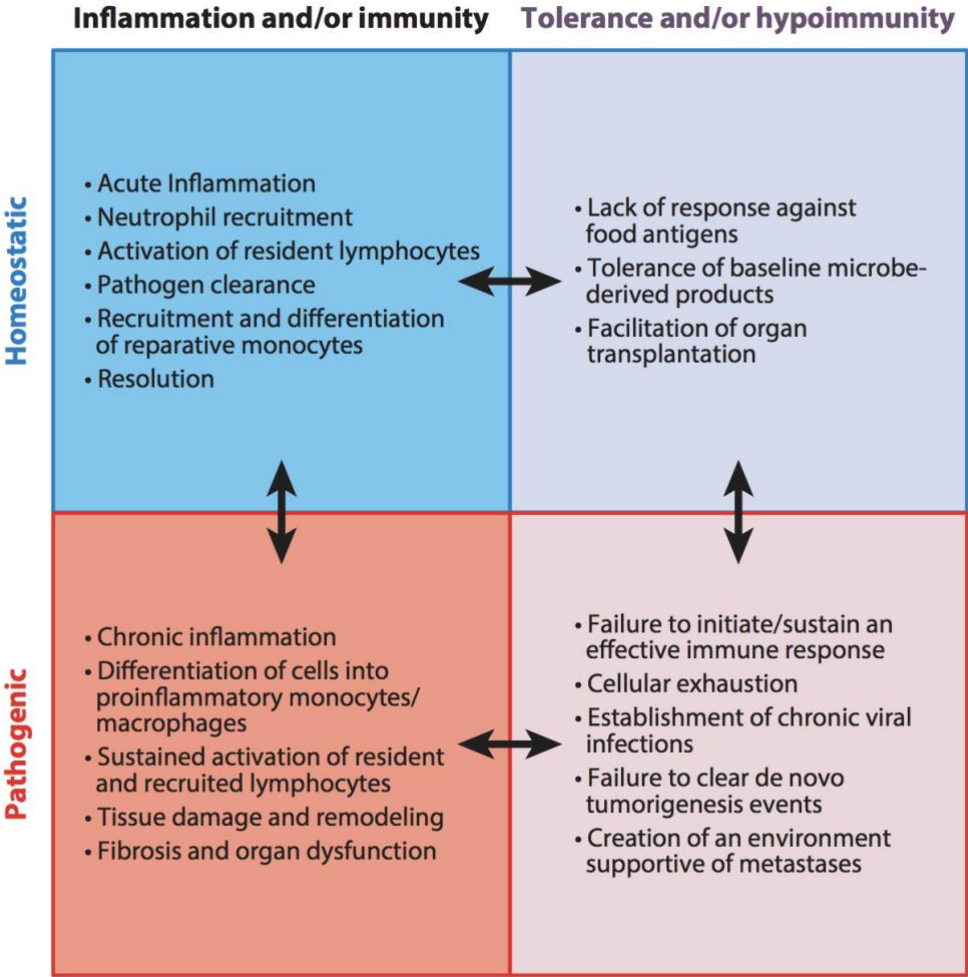 Inflammation and/or immunity
Tolerance and/or hypoimmunity
Homeostatic
• Acute Inflammation
• Neutrophil recruitment
• Activation of resident lymphocytes
• Pathogen clearance
• Recruitment and differentiation
of reparative monocytes
• Resolution
• Lack of response against
food antigens
• Tolerance of baseline microbe-
derived products
• Facilitation of organ
transplantation
Pathogenic
• Chronic inflammation
• Differentiation of cells into
proinflammatory monocytes/
macrophages
• Sustained activation of resident
and recruited lymphocytes
• Tissue damage and remodeling
• Fibrosis and organ dysfunction
• Failure to initiate/sustain an
effective immune response
• Cellular exhaustion
• Establishment of chronic viral
infections
• Failure to clear de novo
tumorigenesis events
• Creation of an environment
supportive of metastases